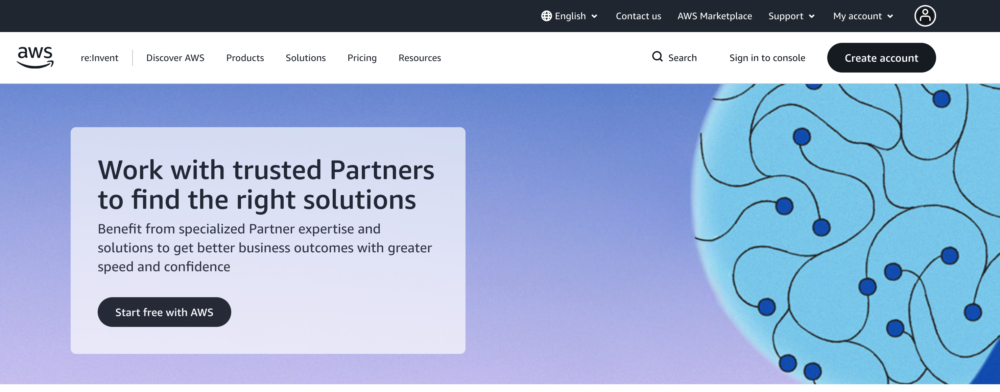 English
Contact us
AWS Marketplace
Support
My account
aws
re:Invent
Discover AWS
Products
Solutions
Pricing
Resources
Search
Sign in to console
Create account
Work with trusted Partners
to find the right solutions
Benefit from specialized Partner expertise and
solutions to get better business outcomes with greater
speed and confidence
Start free with AWS